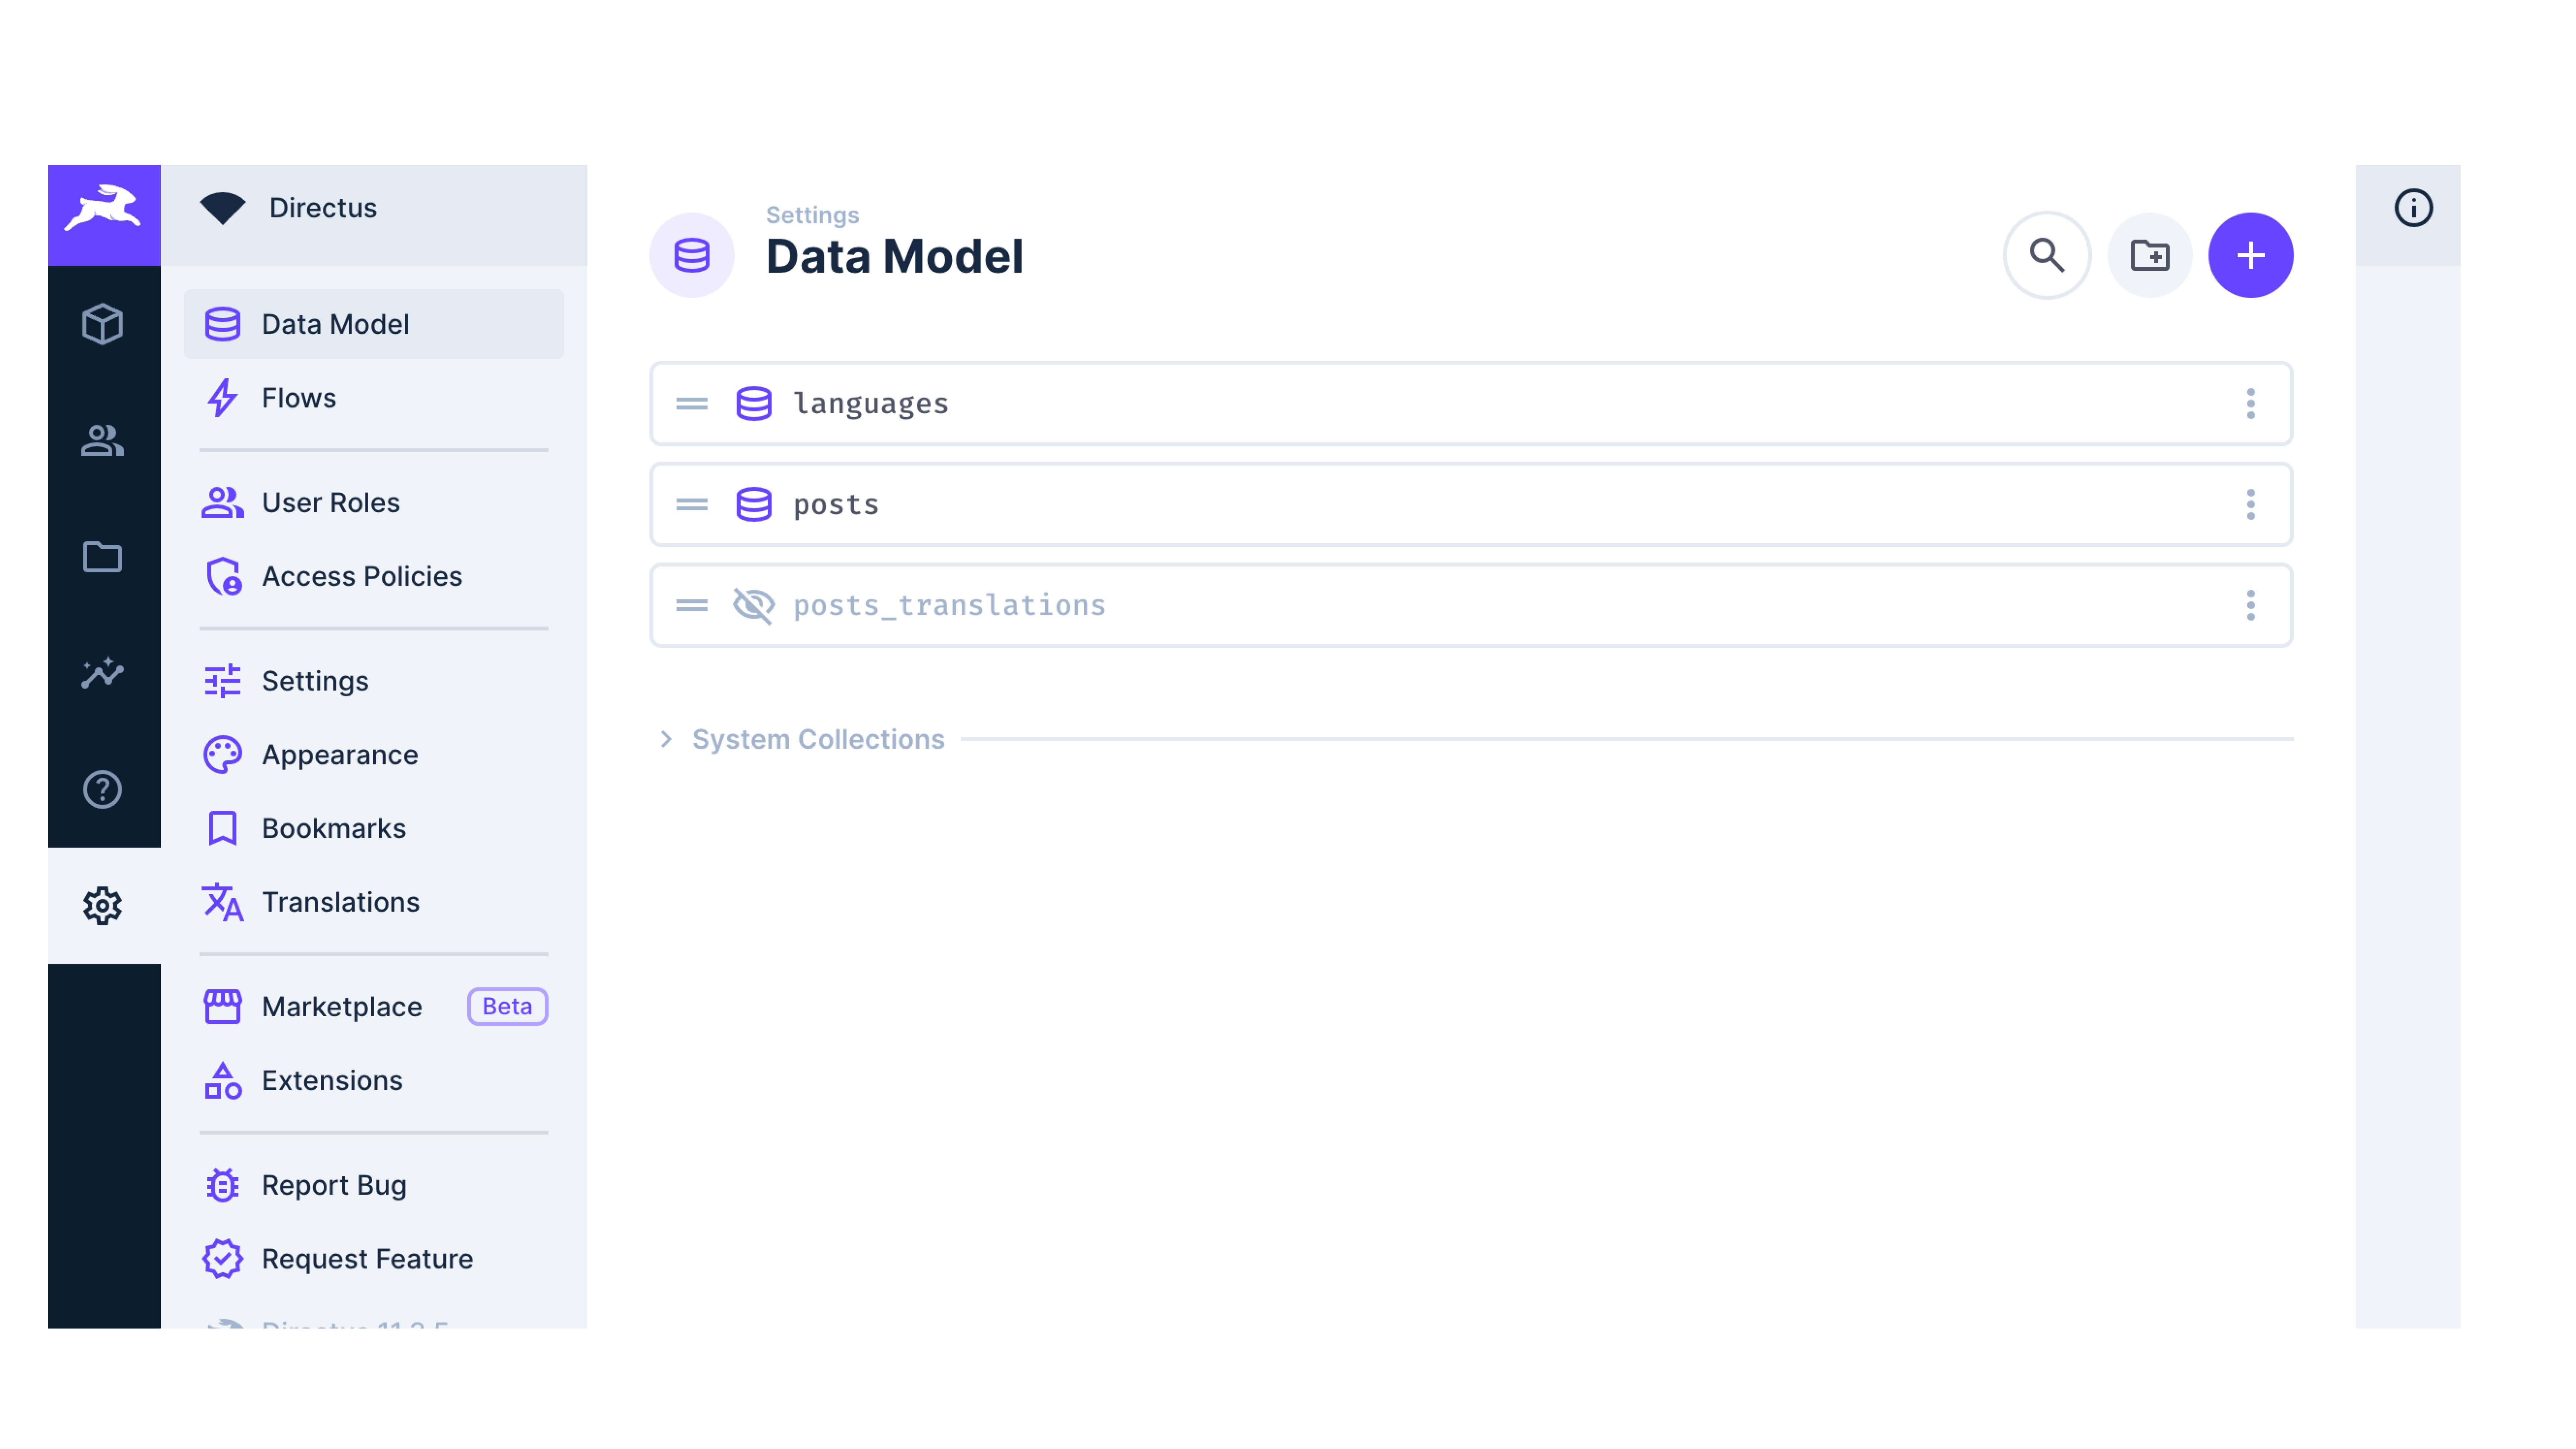 Directus
Data Model
Flows
User Roles
Access Policies
Settings
Appearance
Bookmarks
Translations
Marketplace
Beta
Extensions
Report Bug
Request Feature
Settings
Data Model
languages
posts
posts_translations
System Collections